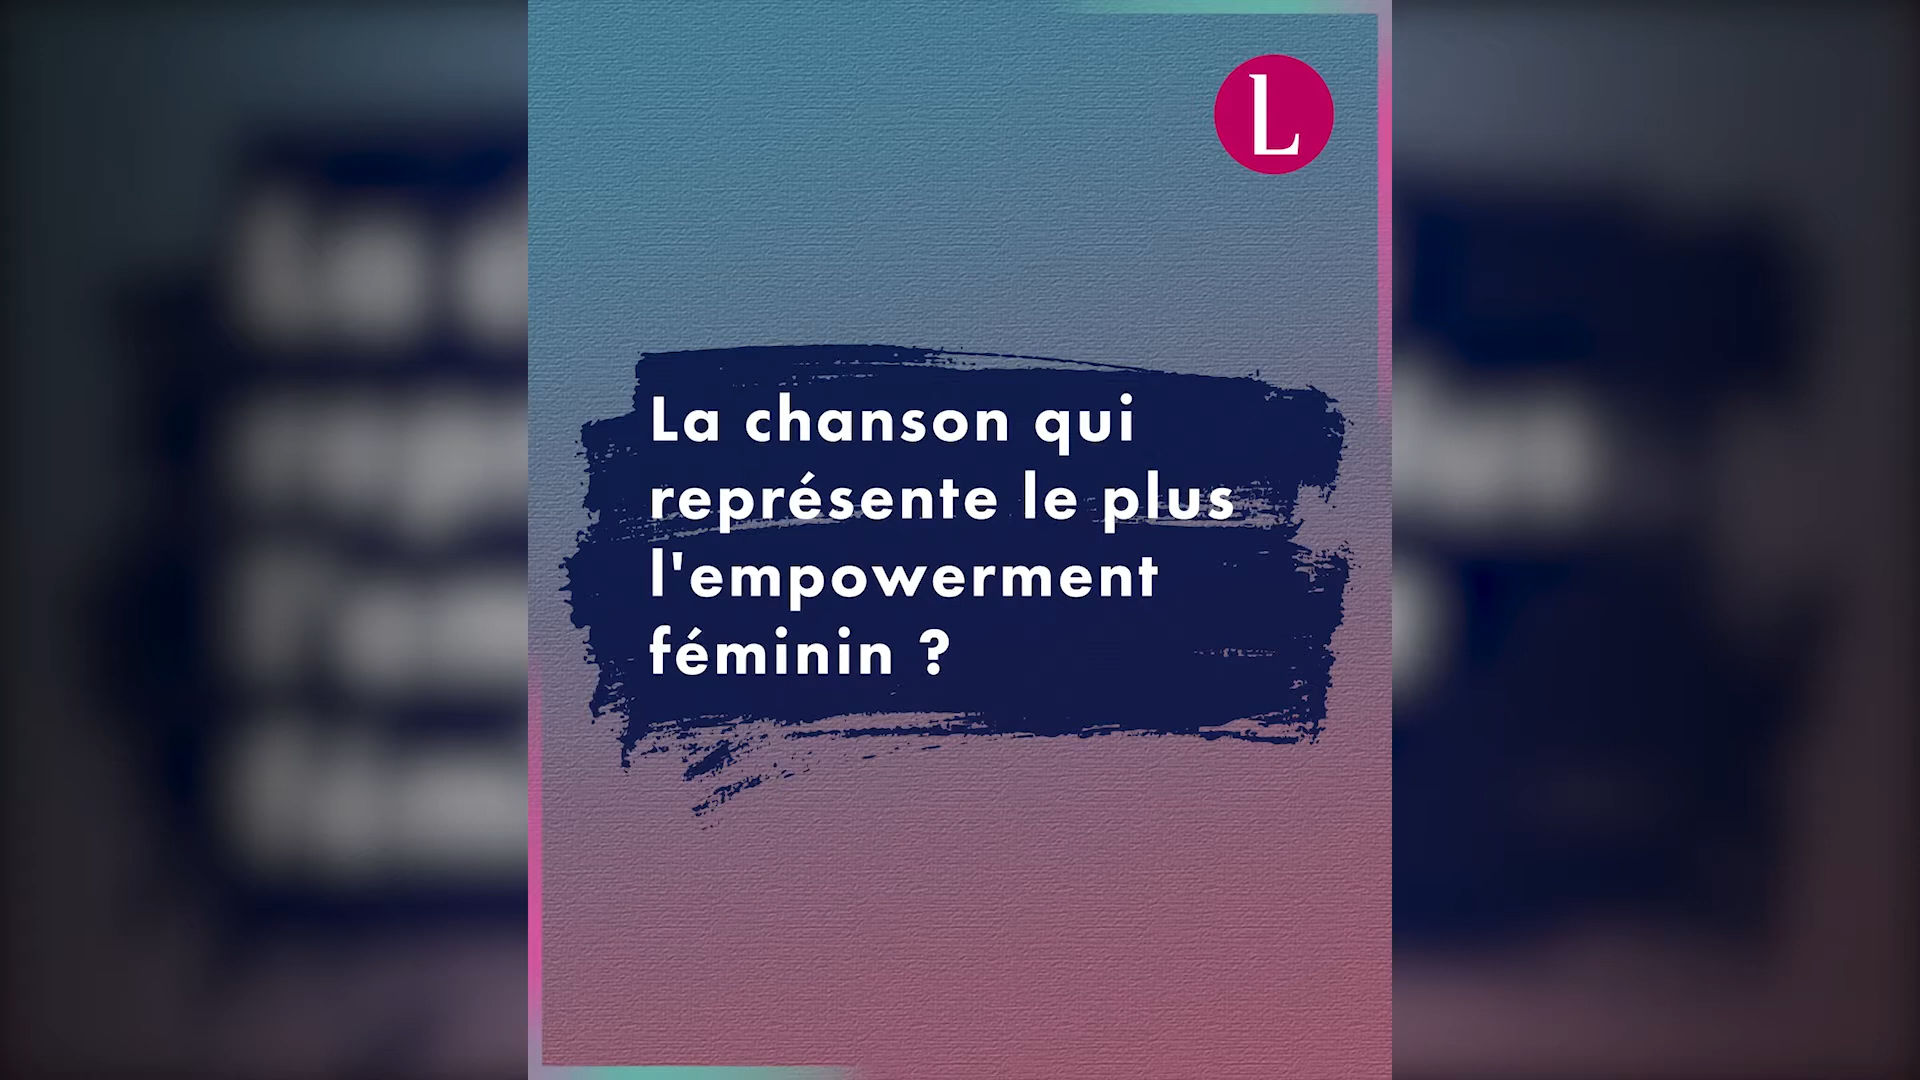 L
La chanson qui
représente le plus
l'empowerment
féminin ?